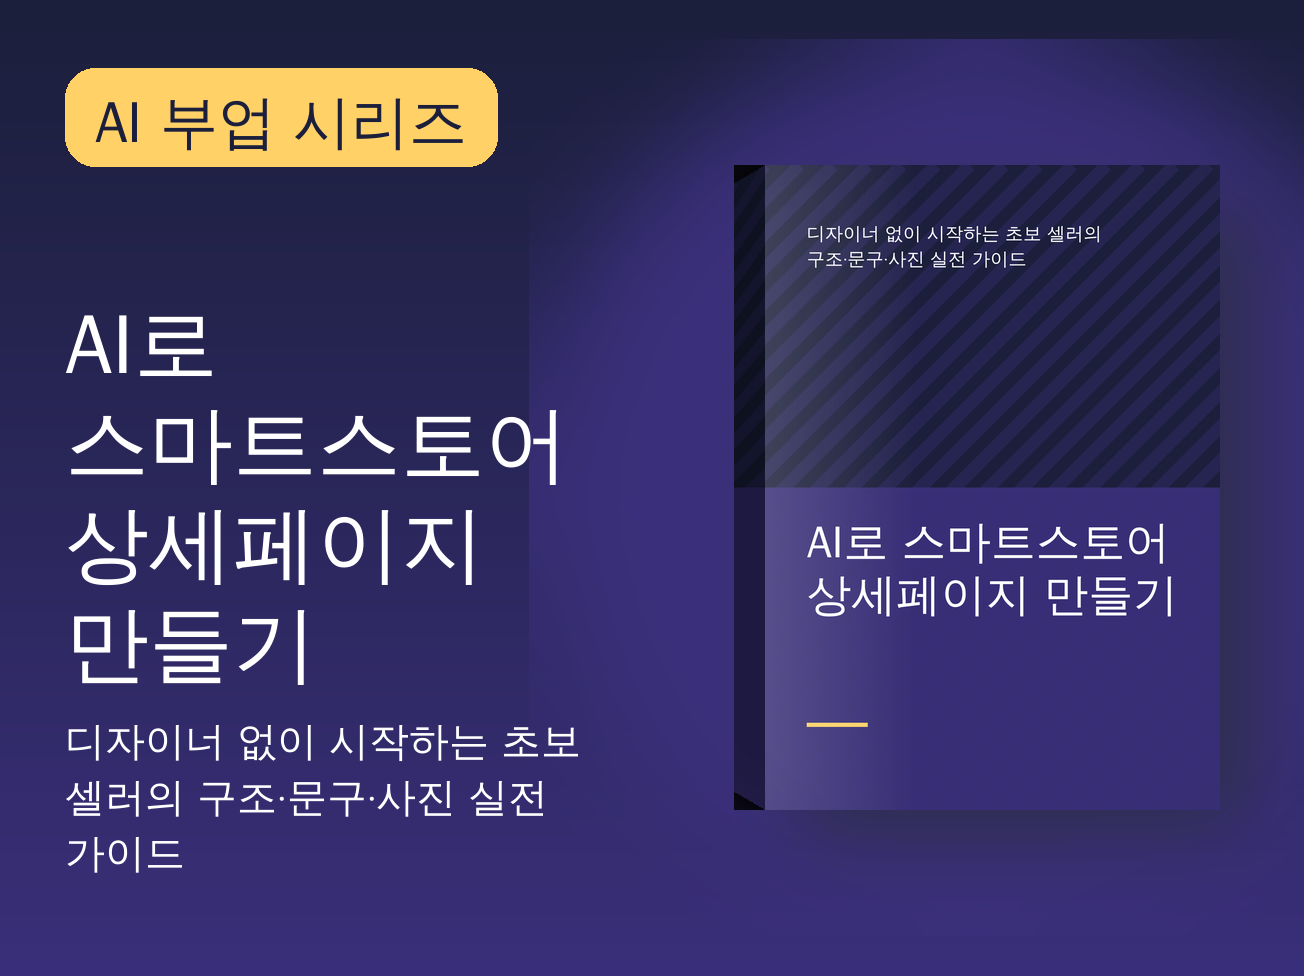 AI 부업 시리즈
AI로
스마트스토어
상세페이지
만들기
디자이너 없이 시작하는 초보
셀러의 구조·문구·사진 실전
가이드
디자이너 없이 시작하는 초보 셀러의
구조·문구·사진 실전 가이드
AI로 스마트스토어
상세페이지 만들기